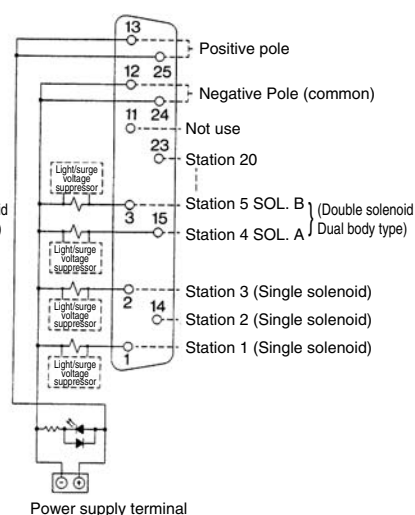 13
Positive pole
12 25
Negative Pole (common)
11 24
Not use
23
Station 20
Light/surge
voltage
suppressor
Station 5 SOL. B
3 15
(Double solenoid
Dual body type)
Station 4 SOL. A
Light/surge
voltage
suppressor
Station 3 (Single solenoid)
2
14
Light/surge
voltage
suppressor
Station 2 (Single solenoid)
Station 1 (Single solenoid)
1
Light/surge
voltage
suppressor
Power supply terminal